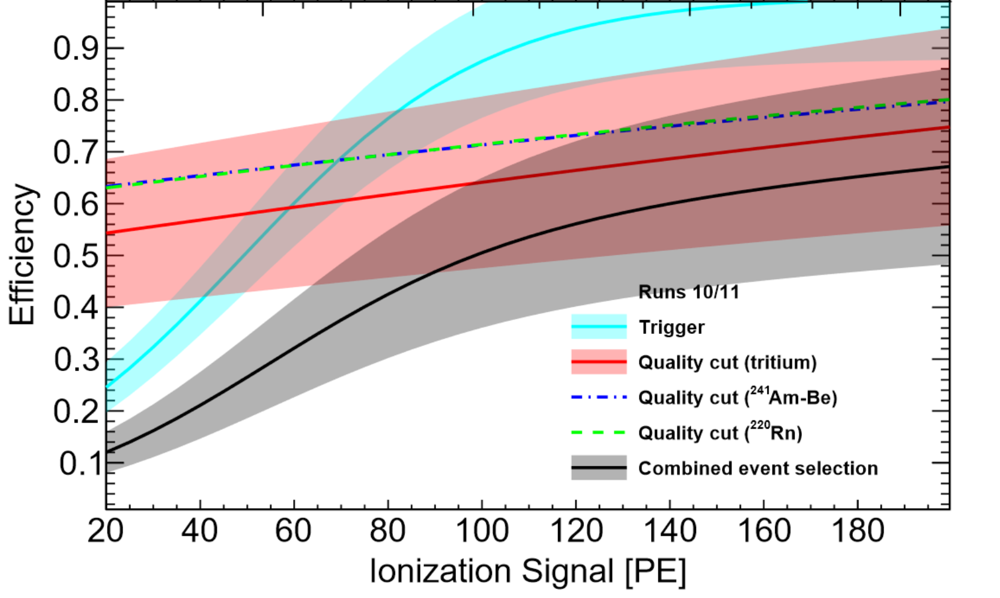 0.9
0.8
0.7
0.6
0.5
0.4
0.3
0.2
0.1
Efficiency
Runs 10/11
Trigger
Quality cut (tritium)
Quality cut (²⁴¹Am-Be)
Quality cut (²²⁰Rn)
Combined event selection
20 40 60 80 100 120 140 160 180
Ionization Signal [PE]